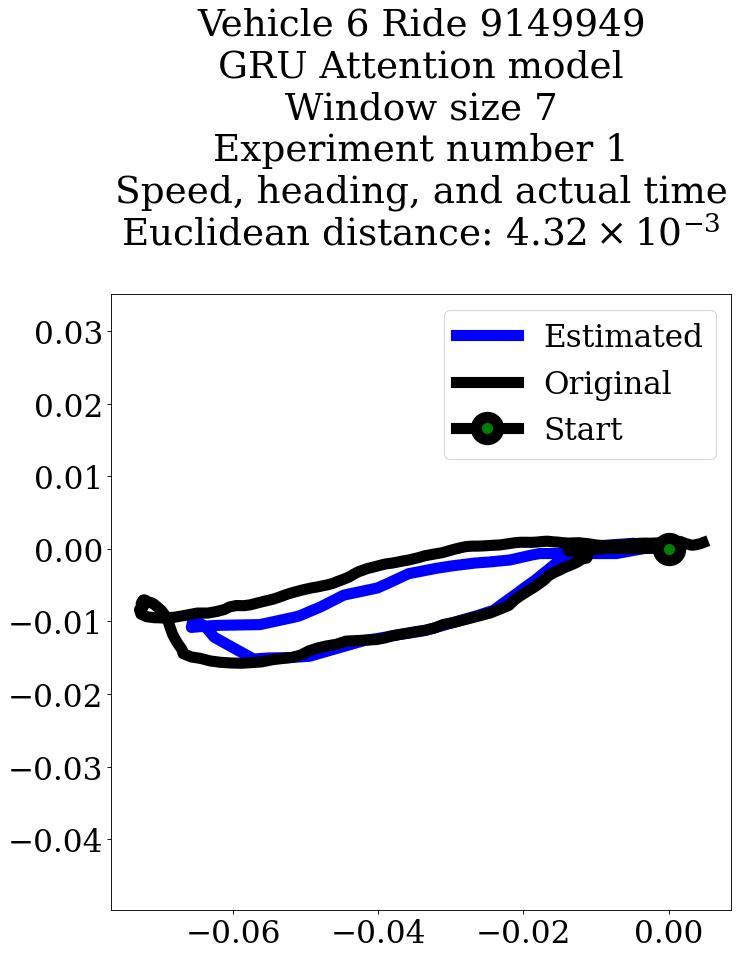 Vehicle 6 Ride 9149949
GRU Attention model
Window size 7
Experiment number 1
Speed, heading, and actual time
Euclidean distance: 4.32 × 10⁻³
Estimated
Original
Start
0.03
0.02
0.01
0.00
−0.01
−0.02
−0.03
−0.04
−0.06 −0.04 −0.02 0.00